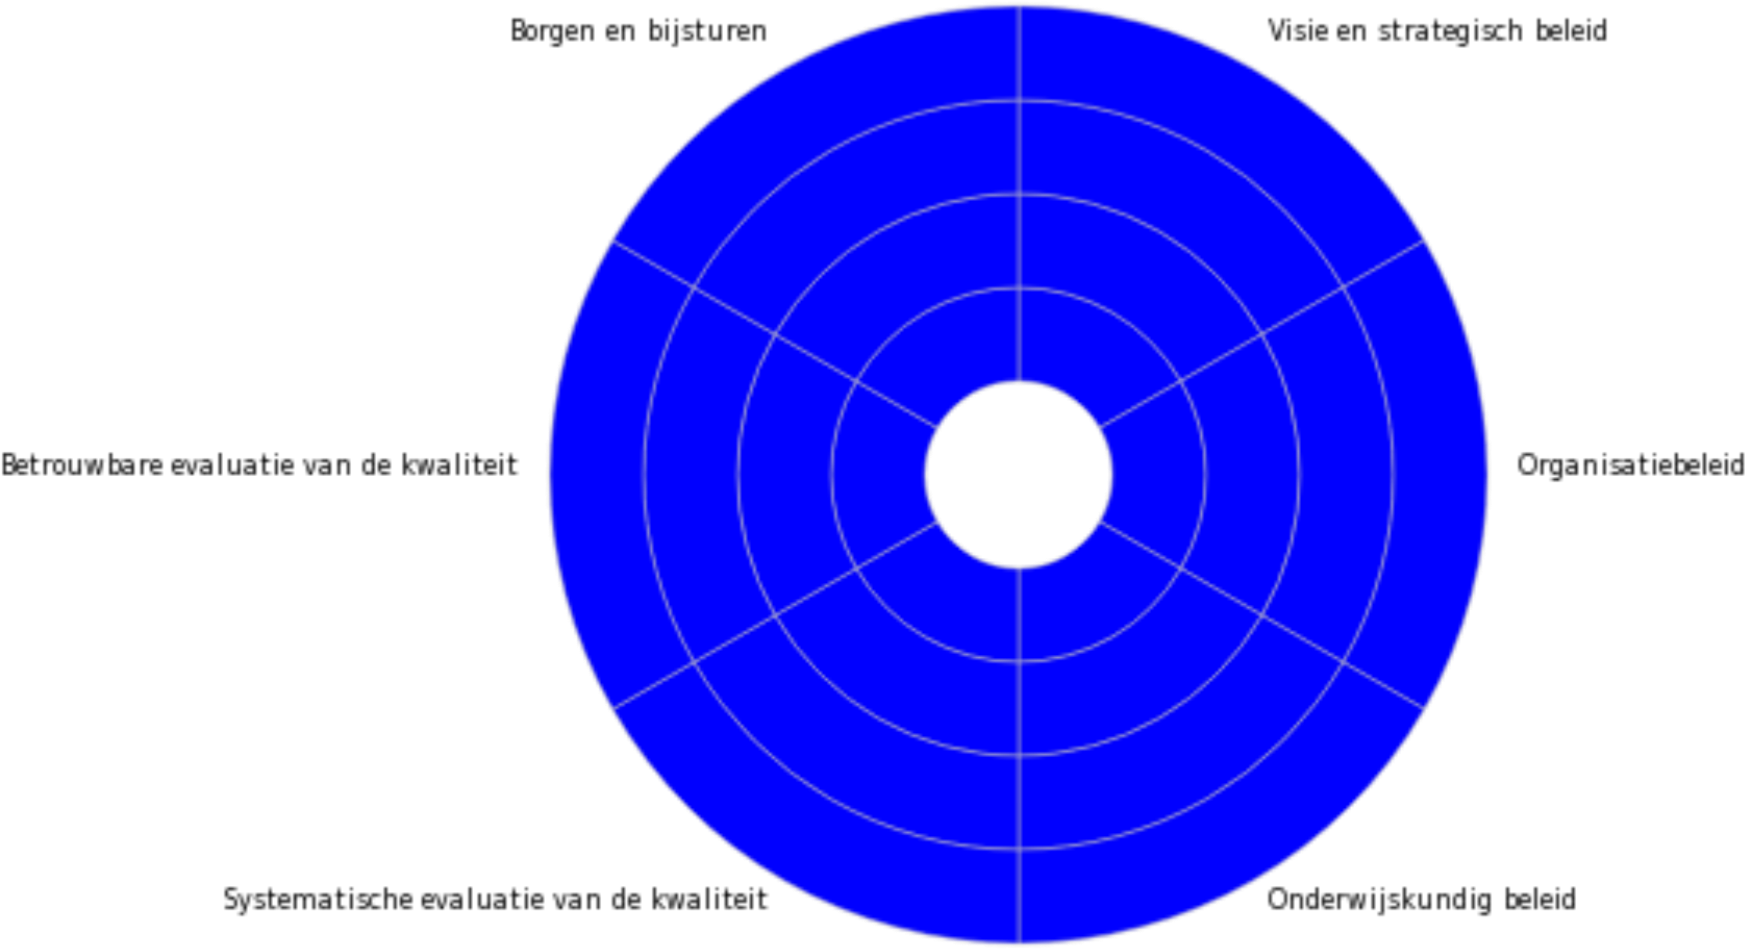 Borgen en bijsturen
Visie en strategisch beleid
Betrouwbare evaluatie van de kwaliteit
Organisatiebeleid
Systematische evaluatie van de kwaliteit
Onderwijskundig beleid